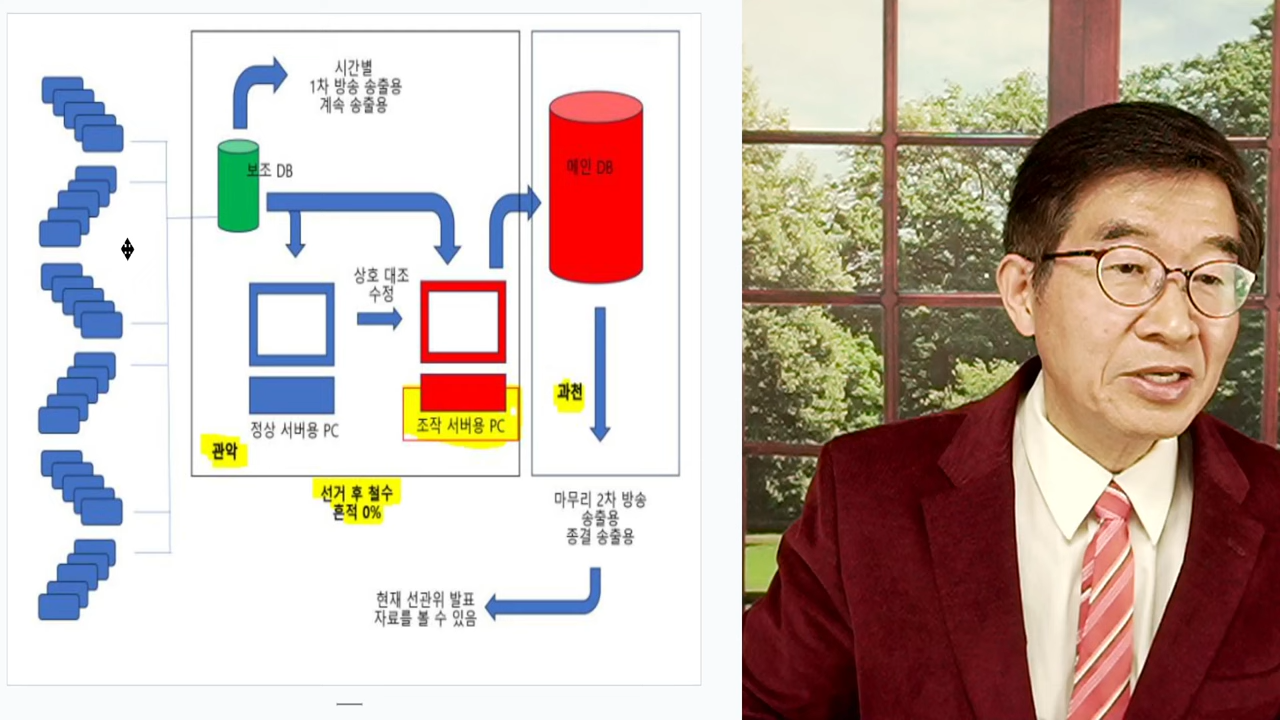 시간별
1차 방송 송출용
계속 송출용
보조 DB
메인 DB
상호 대조
수정
과천
정상 서버용 PC
조작 서버용 PC
관악
선거 후 철수
흔적 0%
마무리 2차 방송
송출용
종결 송출용
현재 선관위 발표
자료를 볼 수 있음